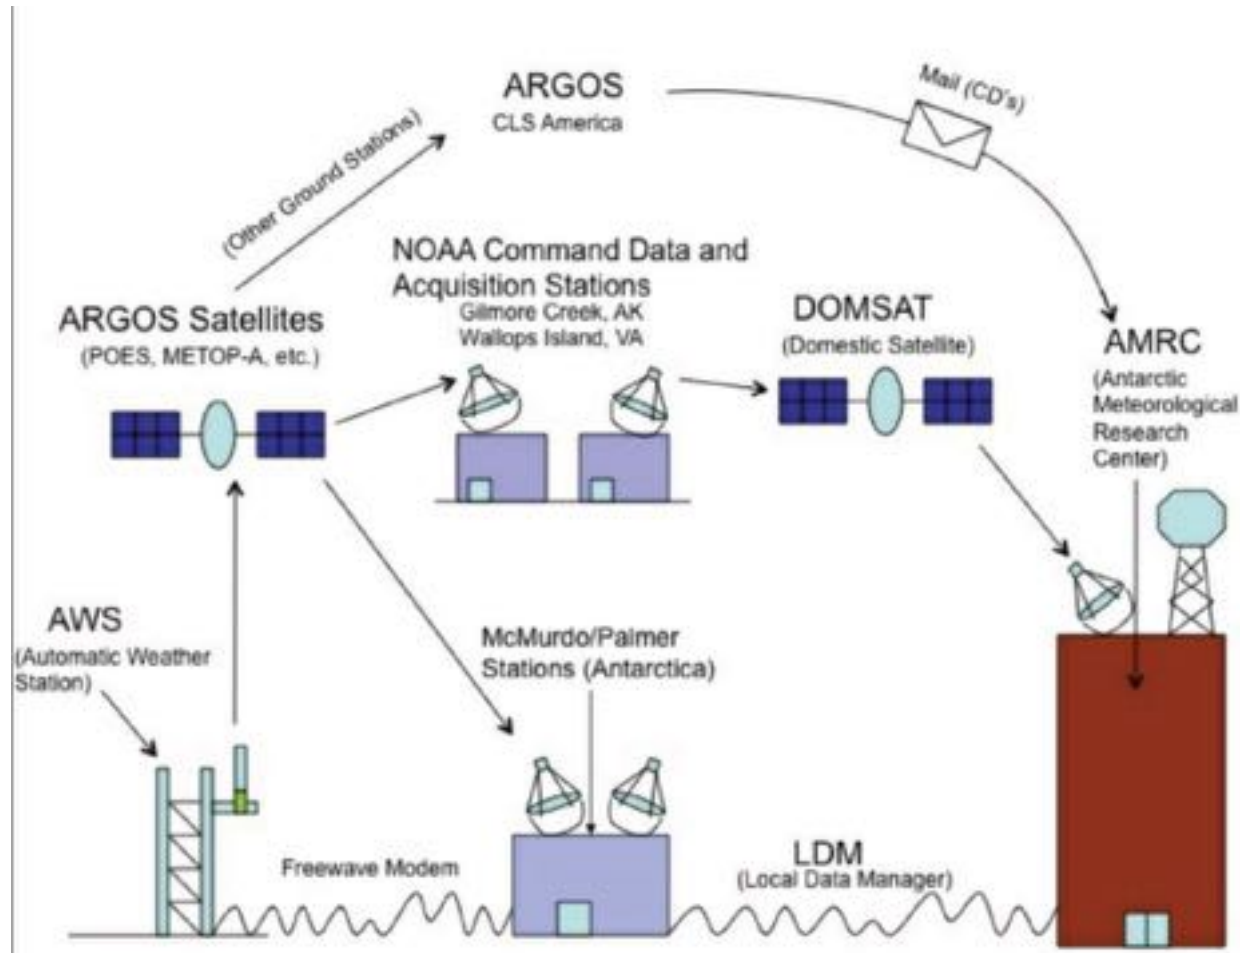 ARGOS
CLS America
Mail (CD's)
(Other Ground Stations)
NOAA Command Data and
Acquisition Stations
Gilmore Creek, AK
Wallops Island, VA
ARGOS Satellites
(POES, METOP-A, etc.)
DOMSAT
(Domestic Satellite)
AMRC
(Antarctic
Meteorological
Research
Center)
AWS
(Automatic Weather
Station)
McMurdo/Palmer
Stations (Antarctica)
Freewave Modem
LDM
(Local Data Manager)